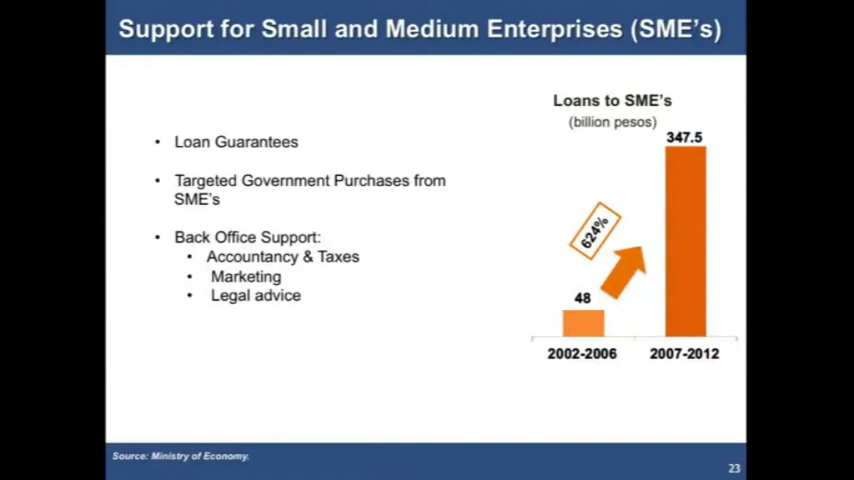 Support for Small and Medium Enterprises (SME's)
• Loan Guarantees
• Targeted Government Purchases from
SME's
• Back Office Support:
• Accountancy & Taxes
• Marketing
• Legal advice
Loans to SME's
(billion pesos)
347.5
624%
48
2002-2006
2007-2012
Source: Ministry of Economy.
23